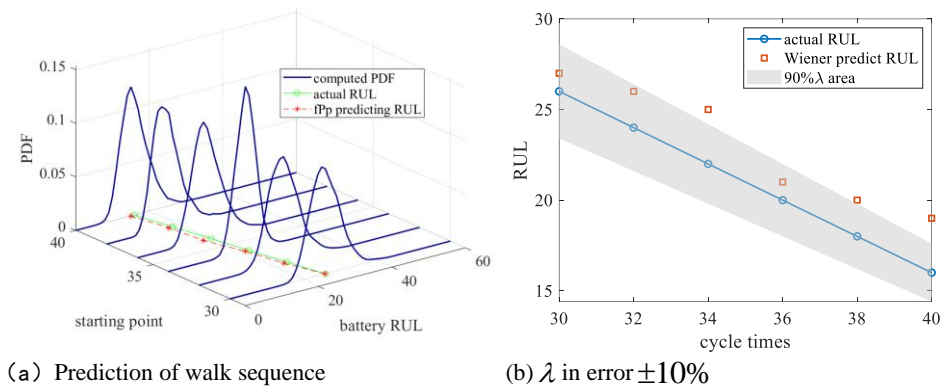 0.15
0.1
0.05
0
PDF
computed PDF
actual RUL
fPp predicting RUL
40
35
30
starting point
0
20
40
60
battery RUL
(a) Prediction of walk sequence
30
25
20
15
RUL
actual RUL
Wiener predict RUL
90%λ area
30
32
34
36
38
40
cycle times
(b) λ in error ±10%